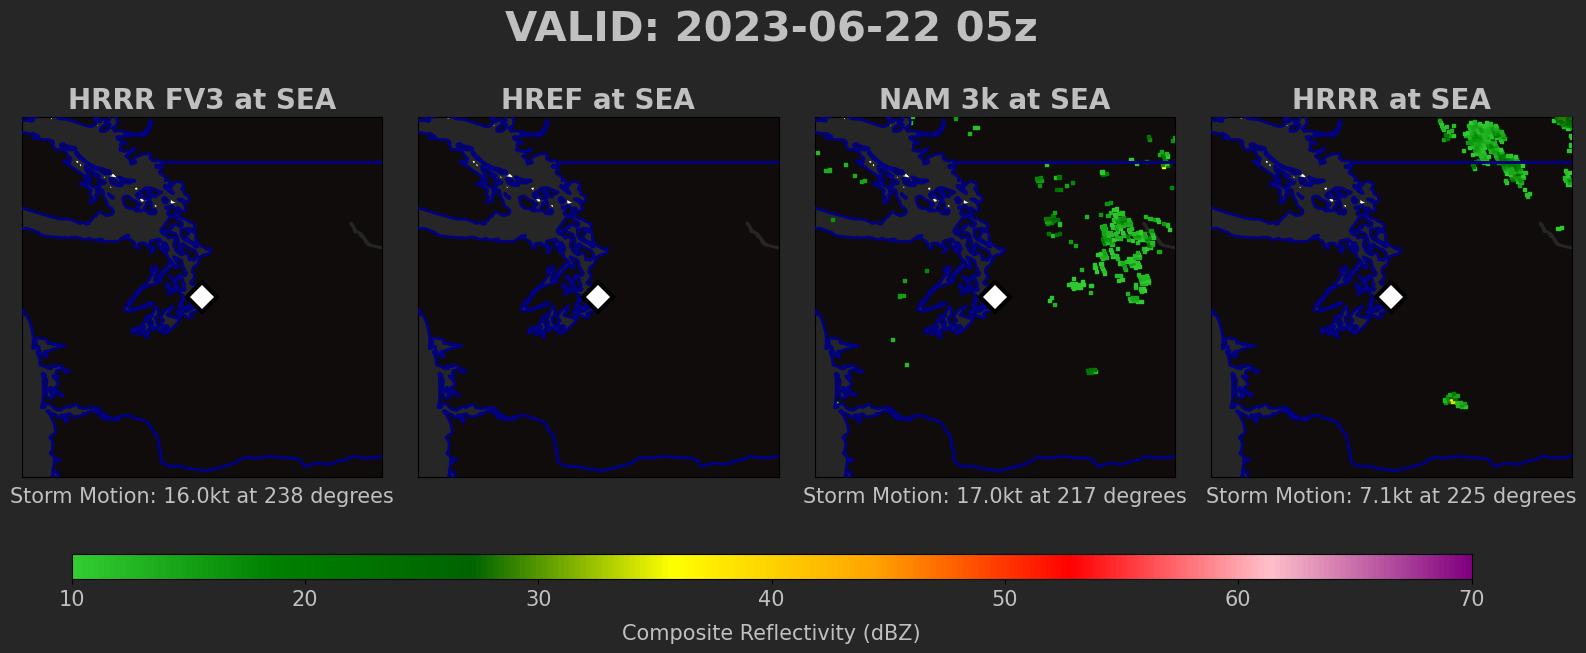 VALID: 2023-06-22 05z
HRRR FV3 at SEA
HREF at SEA
NAM 3k at SEA
HRRR at SEA
Storm Motion: 16.0kt at 238 degrees
Storm Motion: 17.0kt at 217 degrees
Storm Motion: 7.1kt at 225 degrees
10 20 30 40 50 60 70
Composite Reflectivity (dBZ)